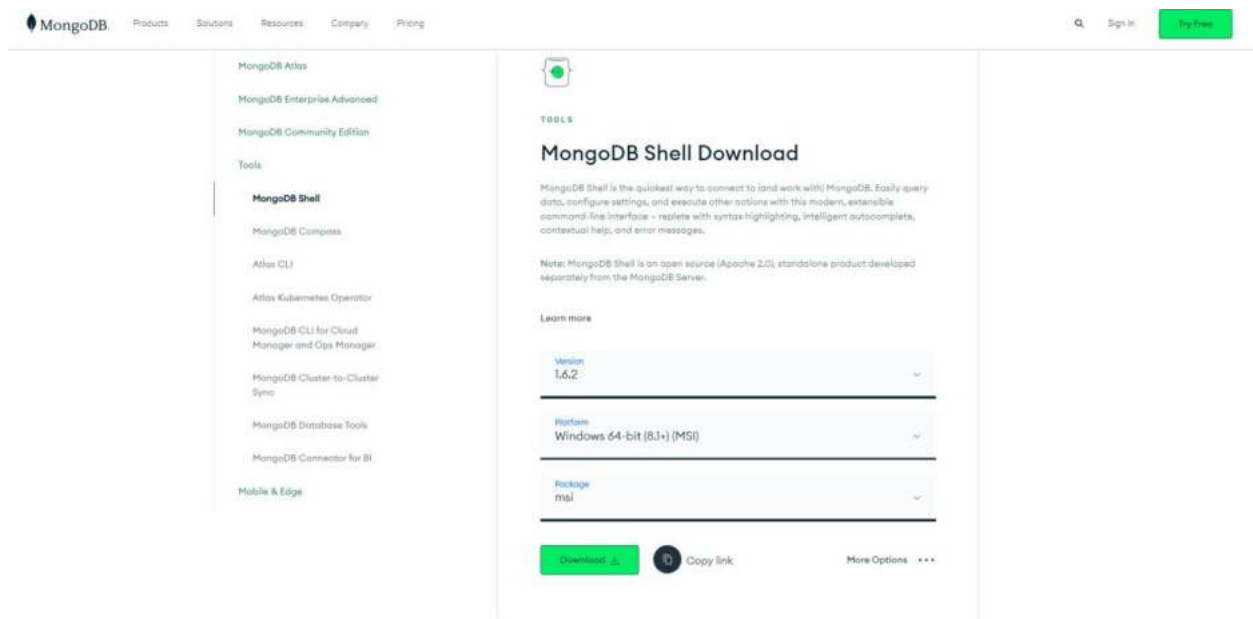 MongoDB. Products Solutions Resources Company Pricing Sign In Try Free
MongoDB Atlas
MongoDB Enterprise Advanced
MongoDB Community Edition
Tools
MongoDB Shell
MongoDB Compass
Atlas CLI
Atlas Kubernetes Operator
MongoDB CLI for Cloud
Manager and Ops Manager
MongoDB Cluster-to-Cluster
Sync
MongoDB Database Tools
MongoDB Connector for BI
Mobile & Edge
TOOLS
MongoDB Shell Download
MongoDB Shell is the quickest way to connect to (and work with) MongoDB. Easily query
data, configure settings, and execute other actions with this modern, extensible
command-line interface – replete with syntax highlighting, intelligent autocomplete,
contextual help, and error messages.
Note: MongoDB Shell is an open source (Apache 2.0), standalone product developed
separately from the MongoDB Server.
Learn more
Version
1.6.2
Platform
Windows 64-bit (8.1+) (MSI)
Package
msi
Download Copy link More Options